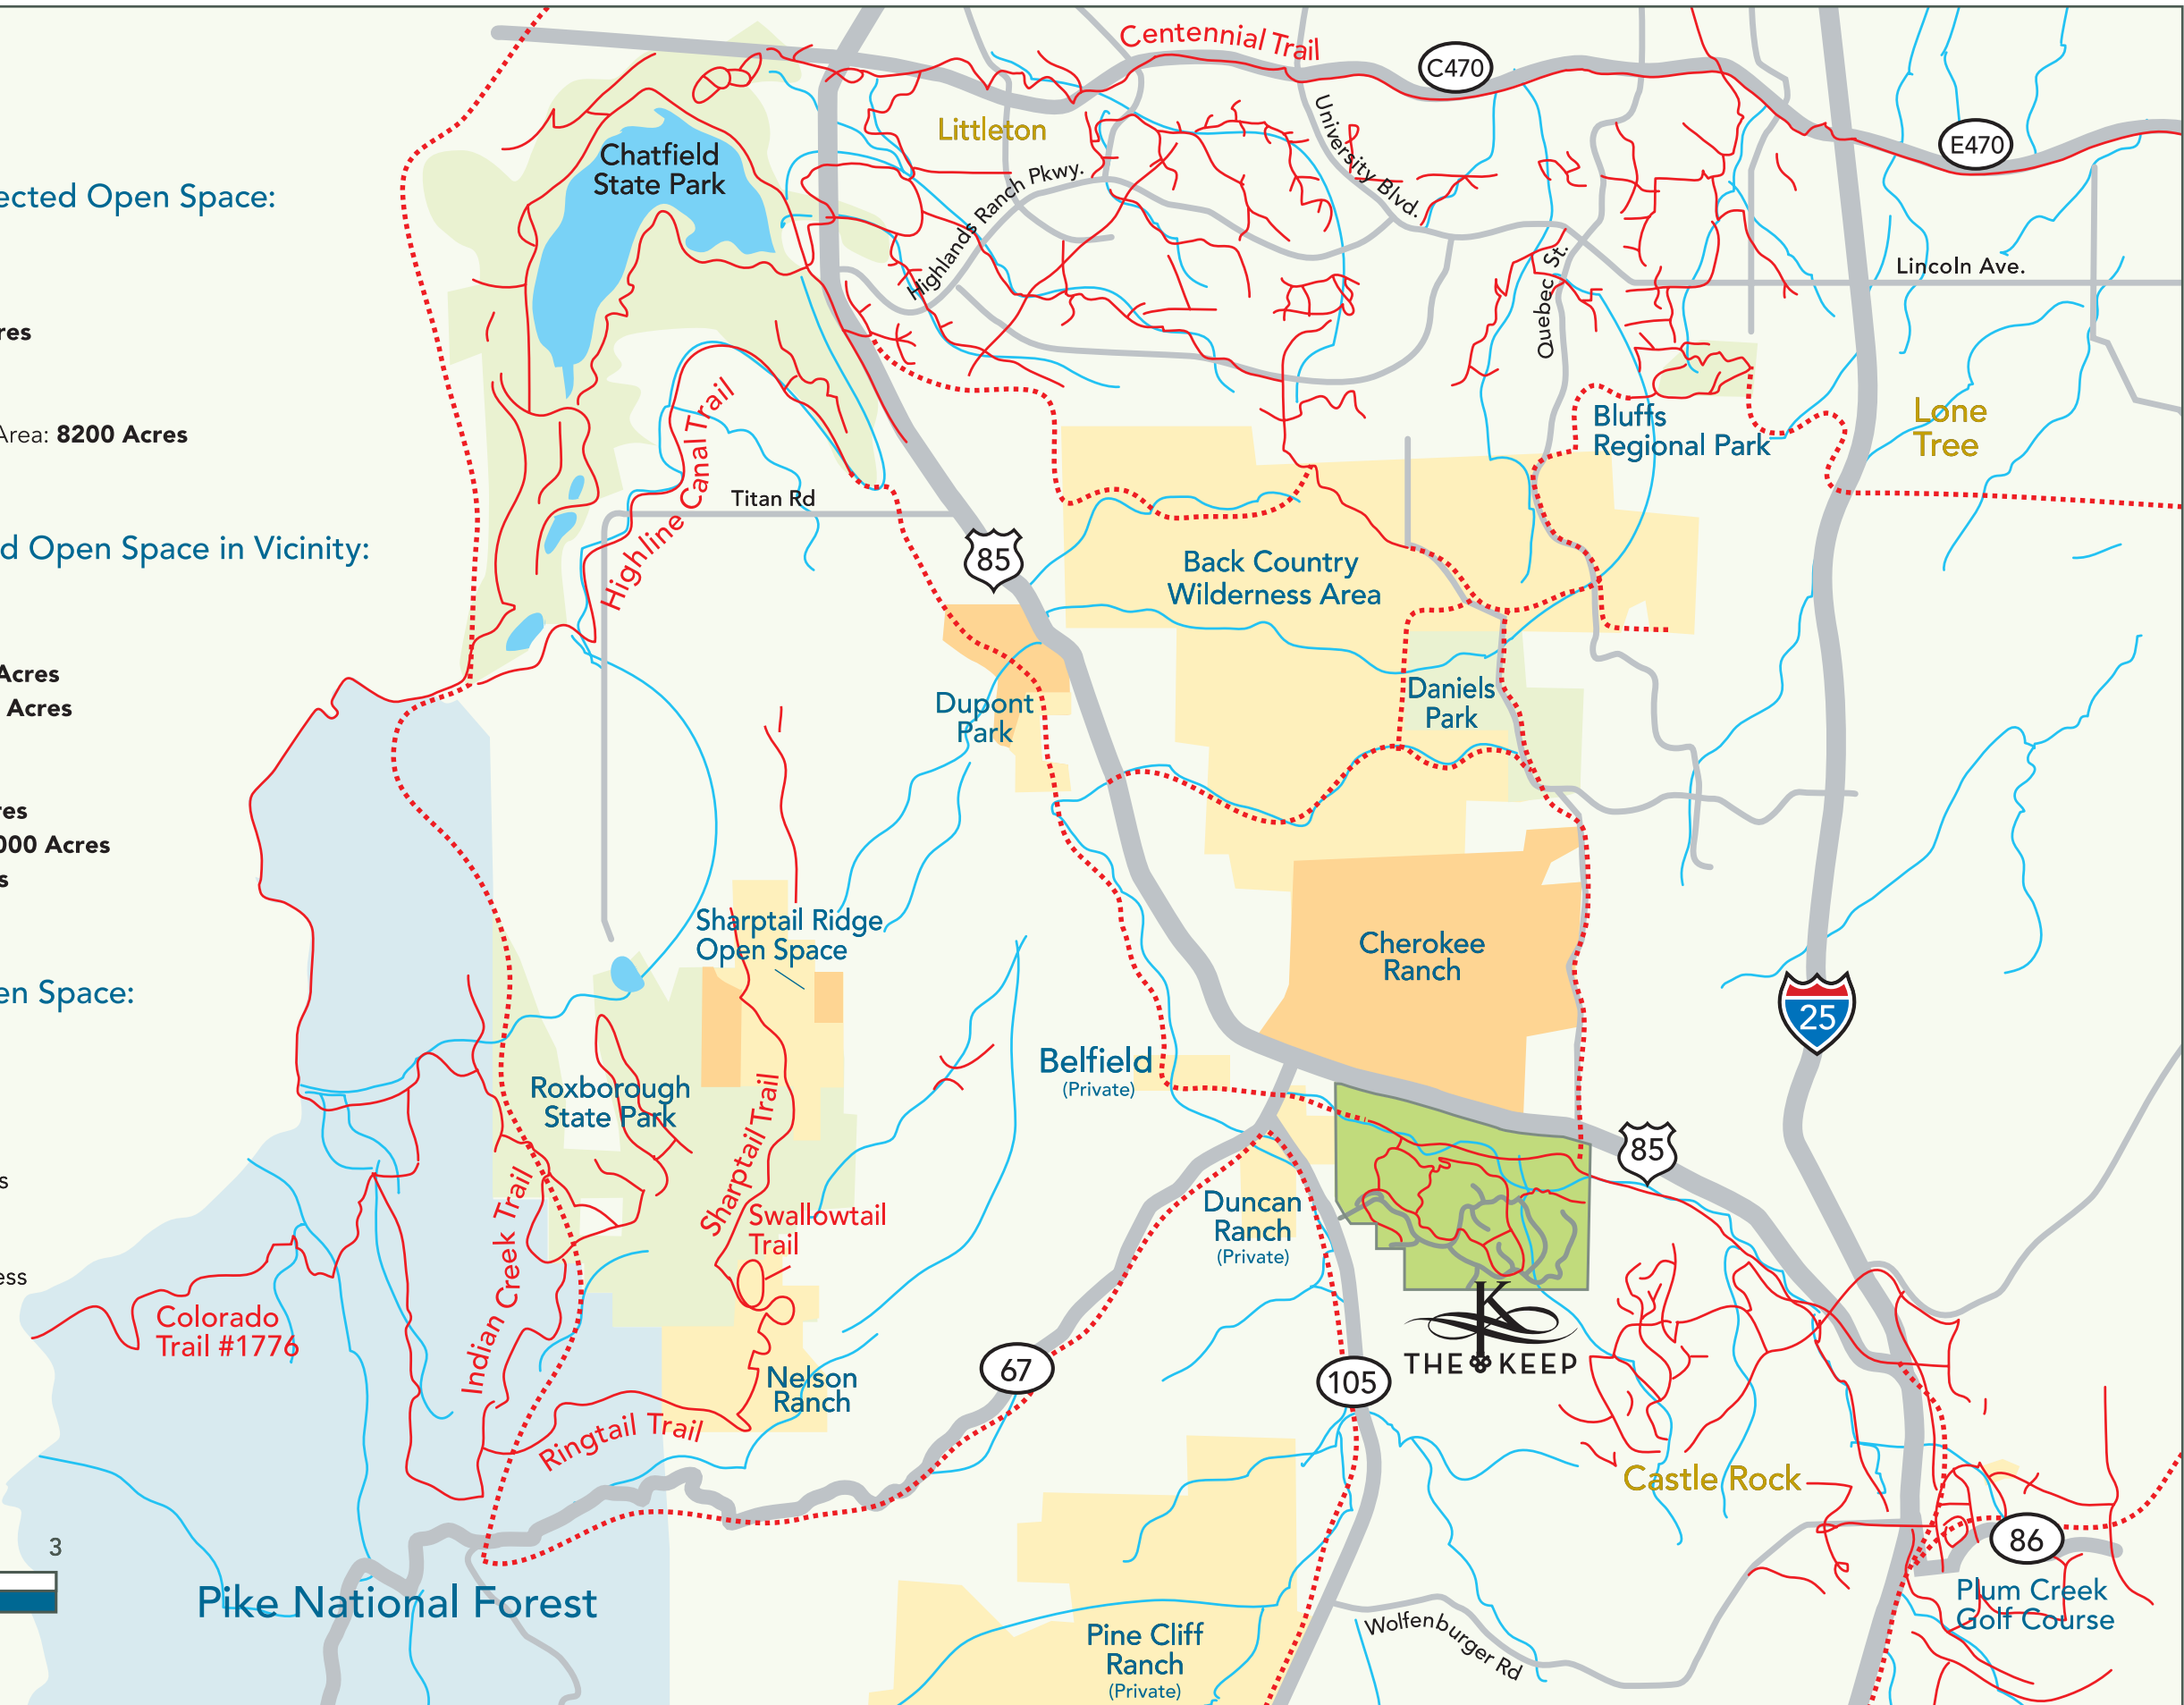 ected Open Space:
res
Area: 8200 Acres
d Open Space in Vicinity:
Acres
Acres
res
000 Acres
s
en Space:
s
ess
3
Centennial Trail
C470
E470
Littleton
University Blvd.
Chatfield
State Park
Highlands Ranch Pkwy.
Lincoln Ave.
Quebec St.
Bluffs
Regional Park
Lone
Tree
Highline Canal Trail
Titan Rd
85
Back Country
Wilderness Area
Daniels
Park
Dupont
Park
Sharptail Ridge
Open Space
Cherokee
Ranch
25
Belfield
(Private)
Roxborough
State Park
Sharptail Trail
85
Duncan
Ranch
(Private)
Swallowtail
Trail
Indian Creek Trail
Colorado
Trail #1776
K
THE KEEP
67
105
Nelson
Ranch
Ringtail Trail
Castle Rock
86
Pike National Forest
Plum Creek
Golf Course
Pine Cliff
Ranch
(Private)
Wolfenburger Rd